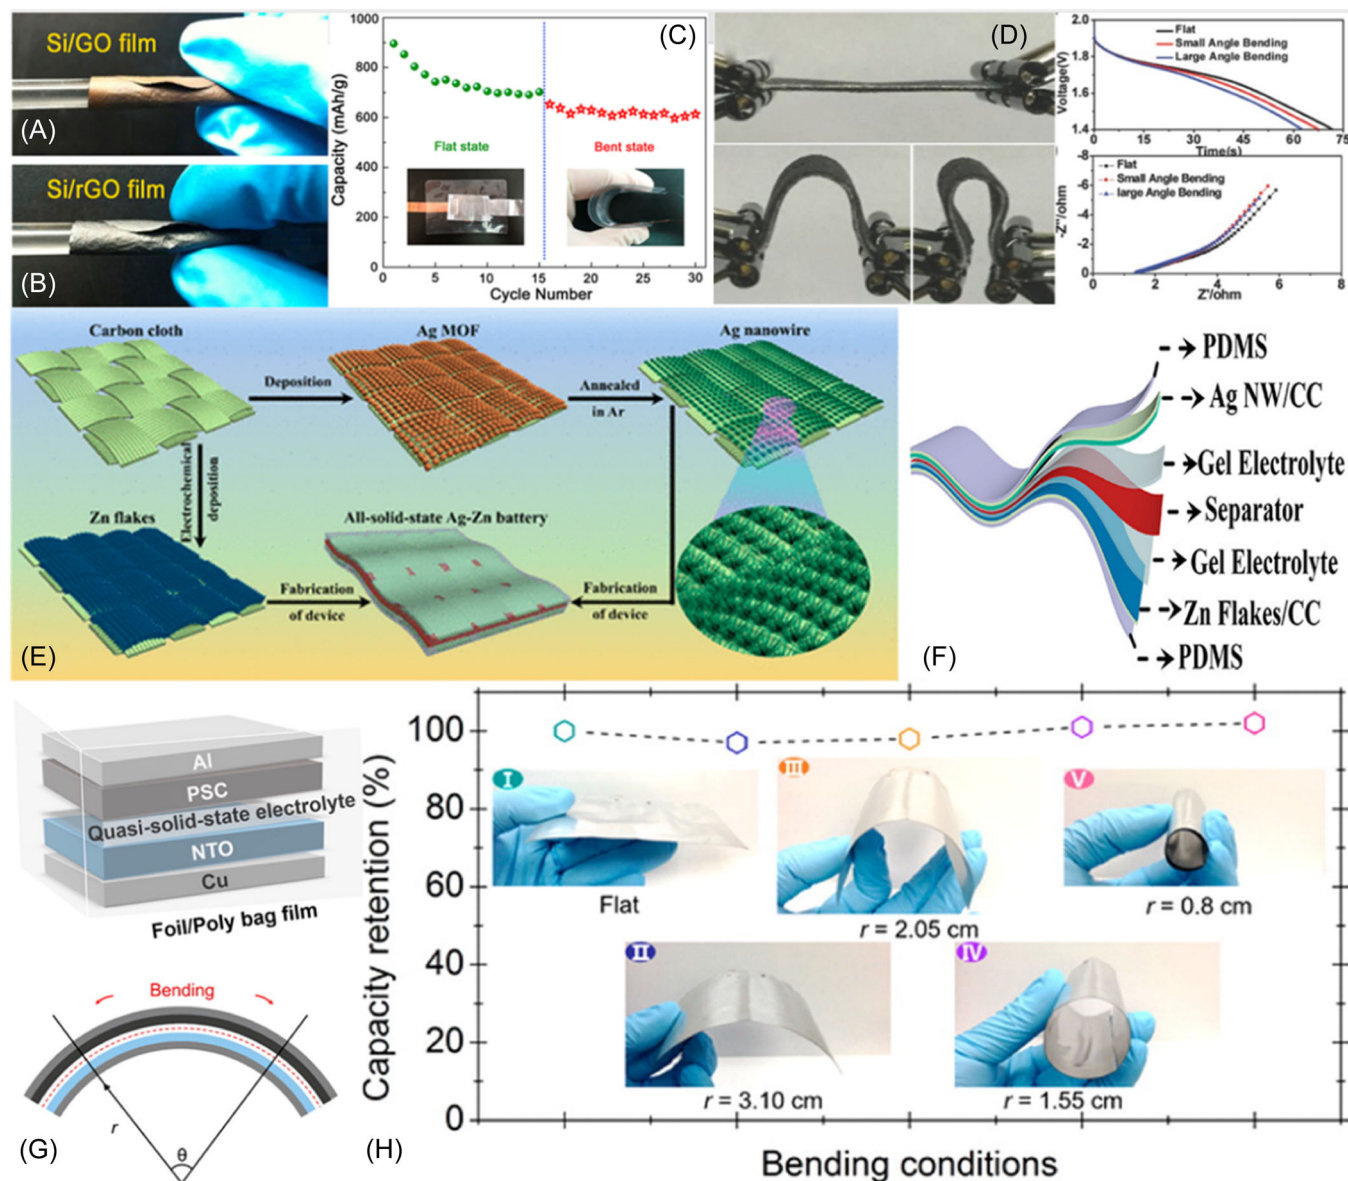 Si/GO film
(A)
Si/rGO film
(B)
(C)
Capacity (mAh/g)
1000
900
800
600
400
200
0
Flat state
Bent state
0
5
10
15
20
25
30
Cycle Number
(D)
Voltage(V)
2.0
1.8
1.6
1.4
Flat
Small Angle Bending
Large Angle Bending
0
15
30
45
60
75
Time(s)
-Z''/ohm
-8
-6
-4
-2
0
Flat
Small Angle Bending
large Angle Bending
0
2
4
6
8
Z'/ohm
Carbon cloth
Deposition
Ag MOF
Annealed
in Ar
Ag nanowire
Electrochemical
deposition
Zn flakes
Fabrication
of device
All-solid-state Ag-Zn battery
Fabrication
of device
(E)
PDMS
Ag NW/CC
Gel Electrolyte
Separator
Gel Electrolyte
Zn Flakes/CC
PDMS
(F)
Al
PSC
Quasi-solid-state electrolyte
NTO
Cu
Foil/Poly bag film
Bending
r
θ
(G)
Capacity retention (%)
100
80
60
40
20
0
I
Flat
II
r = 3.10 cm
III
r = 2.05 cm
IV
r = 1.55 cm
V
r = 0.8 cm
(H)
Bending conditions